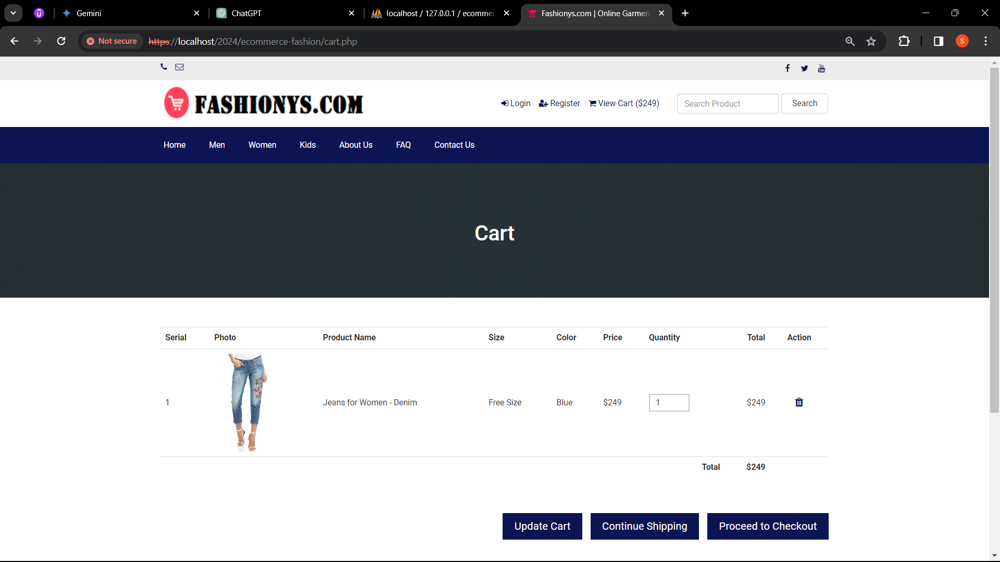 Gemini
ChatGPT
localhost / 127.0.0.1 / ecommer
Fashionys.com | Online Garmen
Not secure
https://localhost/2024/ecommerce-fashion/cart.php
S
FASHIONYS.COM
Login
Register
View Cart ($249)
Search Product
Search
Home
Men
Women
Kids
About Us
FAQ
Contact Us
Cart
Serial Photo Product Name Size Color Price Quantity Total Action
1 Jeans for Women - Denim Free Size Blue $249 1 $249
Total $249
Update Cart
Continue Shipping
Proceed to Checkout